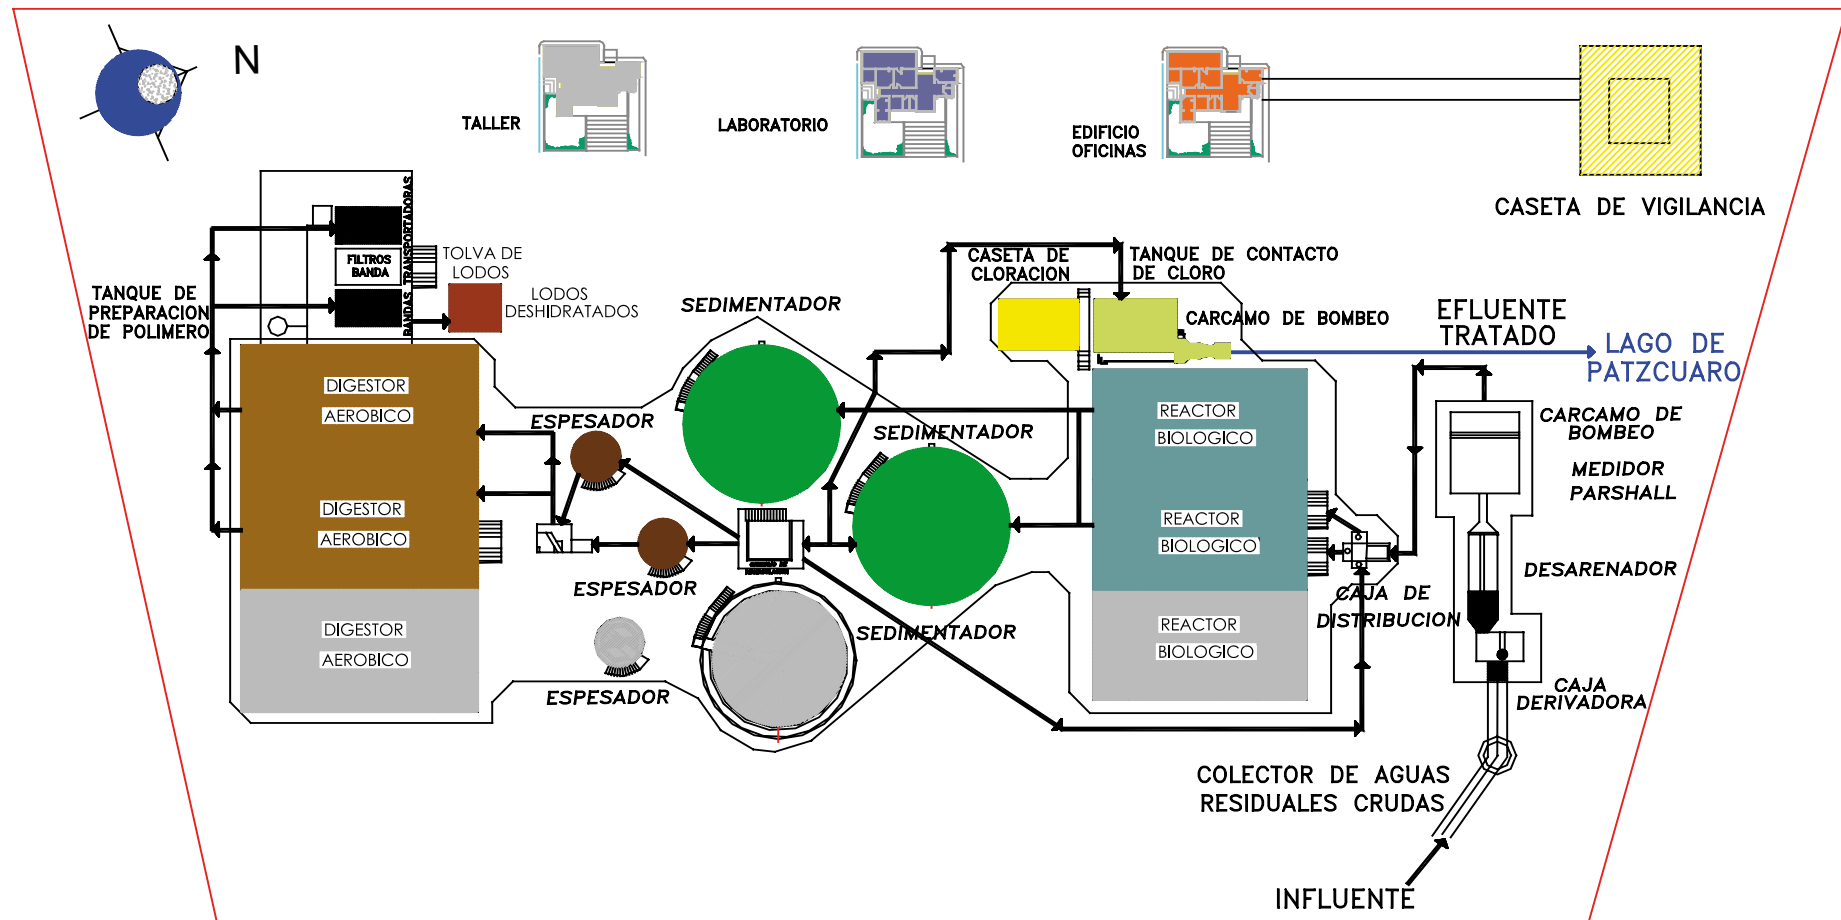 N
TALLER
LABORATORIO
EDIFICIO
OFICINAS
CASETA DE VIGILANCIA
BANDAS TRANSPORTADORAS
FILTROS
BANDA
TOLVA DE
LODOS
LODOS
DESHIDRATADOS
TANQUE DE
PREPARACION
DE POLIMERO
SEDIMENTADOR
CASETA DE
CLORACION
TANQUE DE CONTACTO
DE CLORO
CARCAMO DE BOMBEO
EFLUENTE
TRATADO
LAGO DE
PATZCUARO
DIGESTOR
AEROBICO
ESPESADOR
SEDIMENTADOR
REACTOR
BIOLOGICO
CARCAMO DE
BOMBEO
MEDIDOR
PARSHALL
DIGESTOR
AEROBICO
REACTOR
BIOLOGICO
ESPESADOR
DESARENADOR
CAJA DE
DISTRIBUCION
DIGESTOR
AEROBICO
ESPESADOR
SEDIMENTADOR
REACTOR
BIOLOGICO
CAJA
DERIVADORA
COLECTOR DE AGUAS
RESIDUALES CRUDAS
INFLUENTE